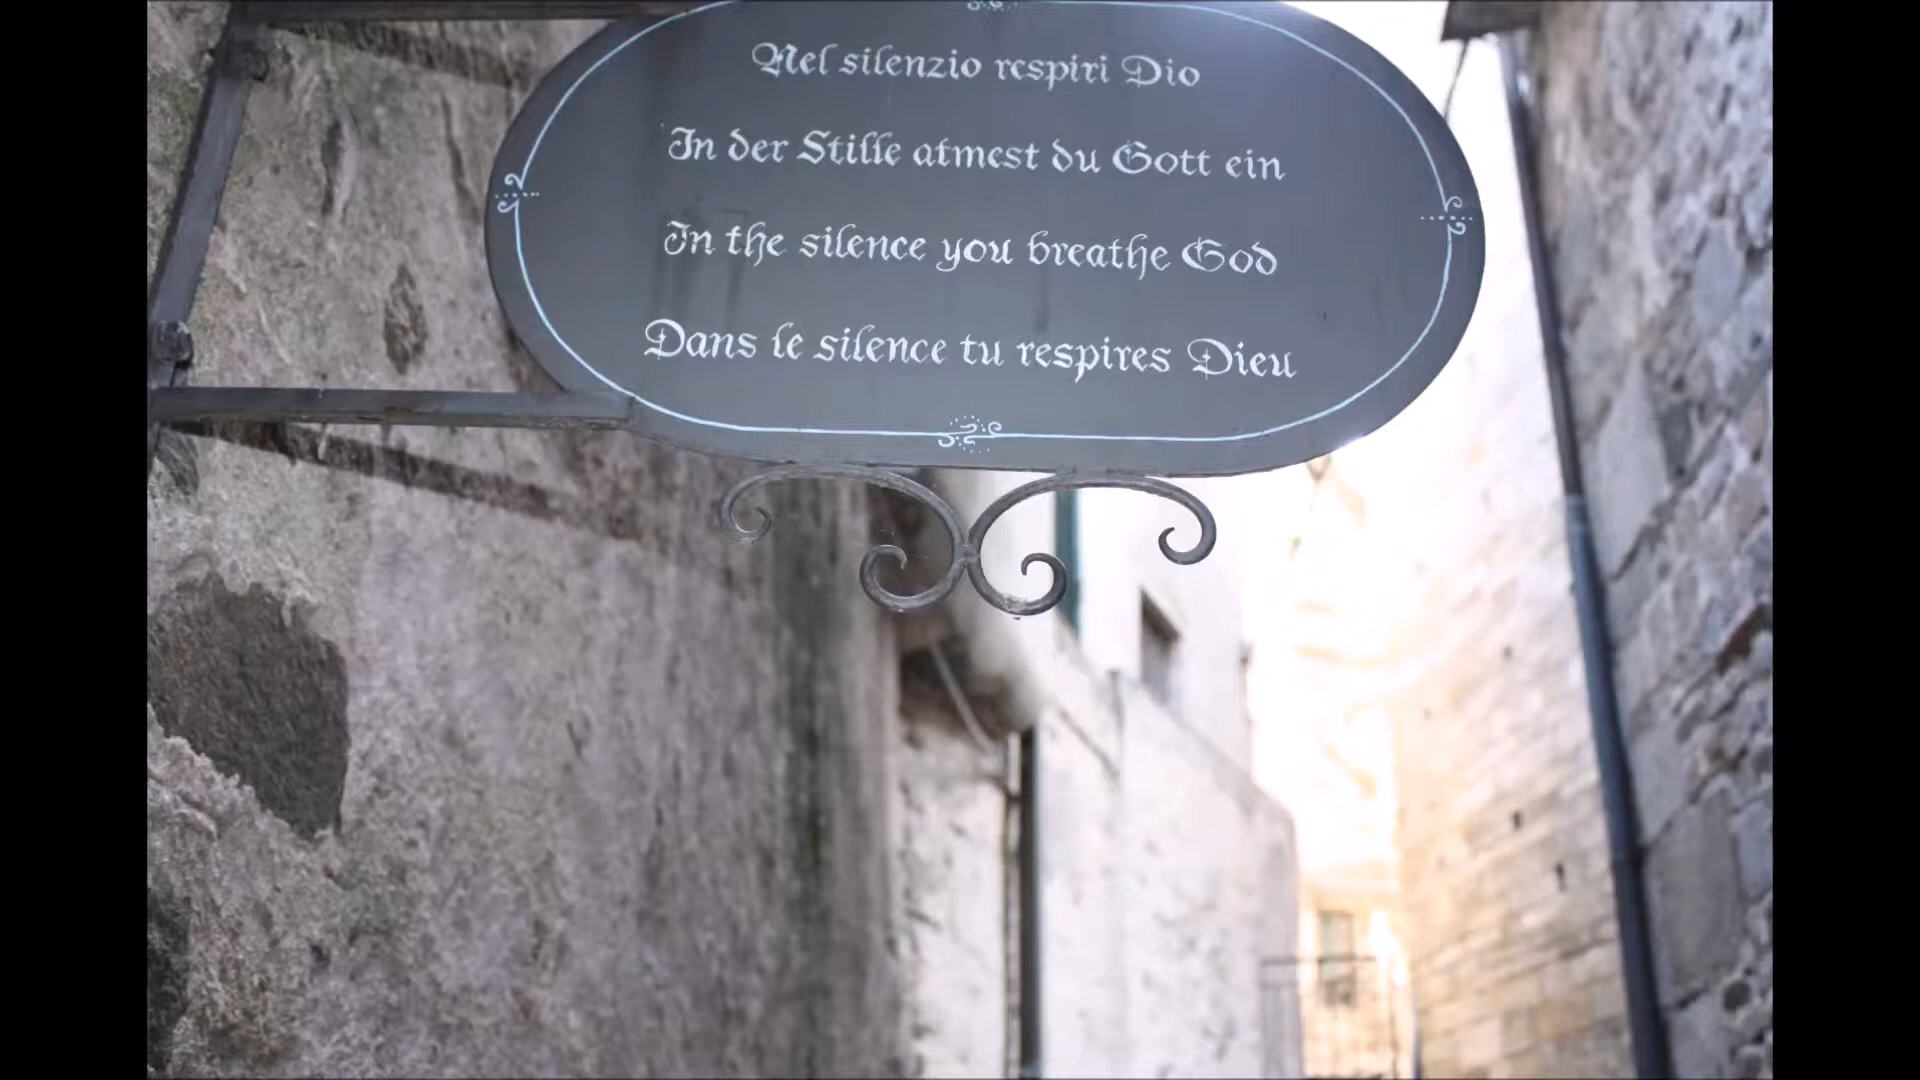 Nel silenzio respiri Dio
In der Stille atmest du Gott ein
In the silence you breathe God
Dans le silence tu respires Dieu